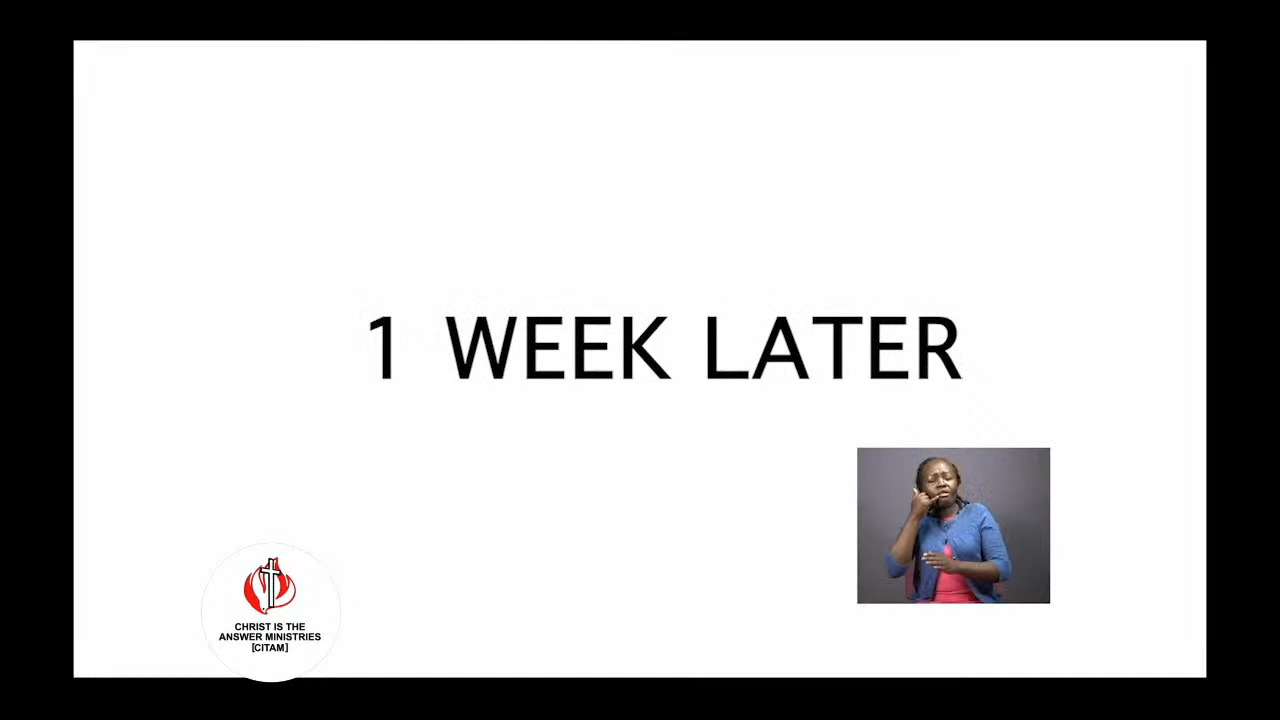 1 WEEK LATER
CHRIST IS THE
ANSWER MINISTRIES
[CITAM]